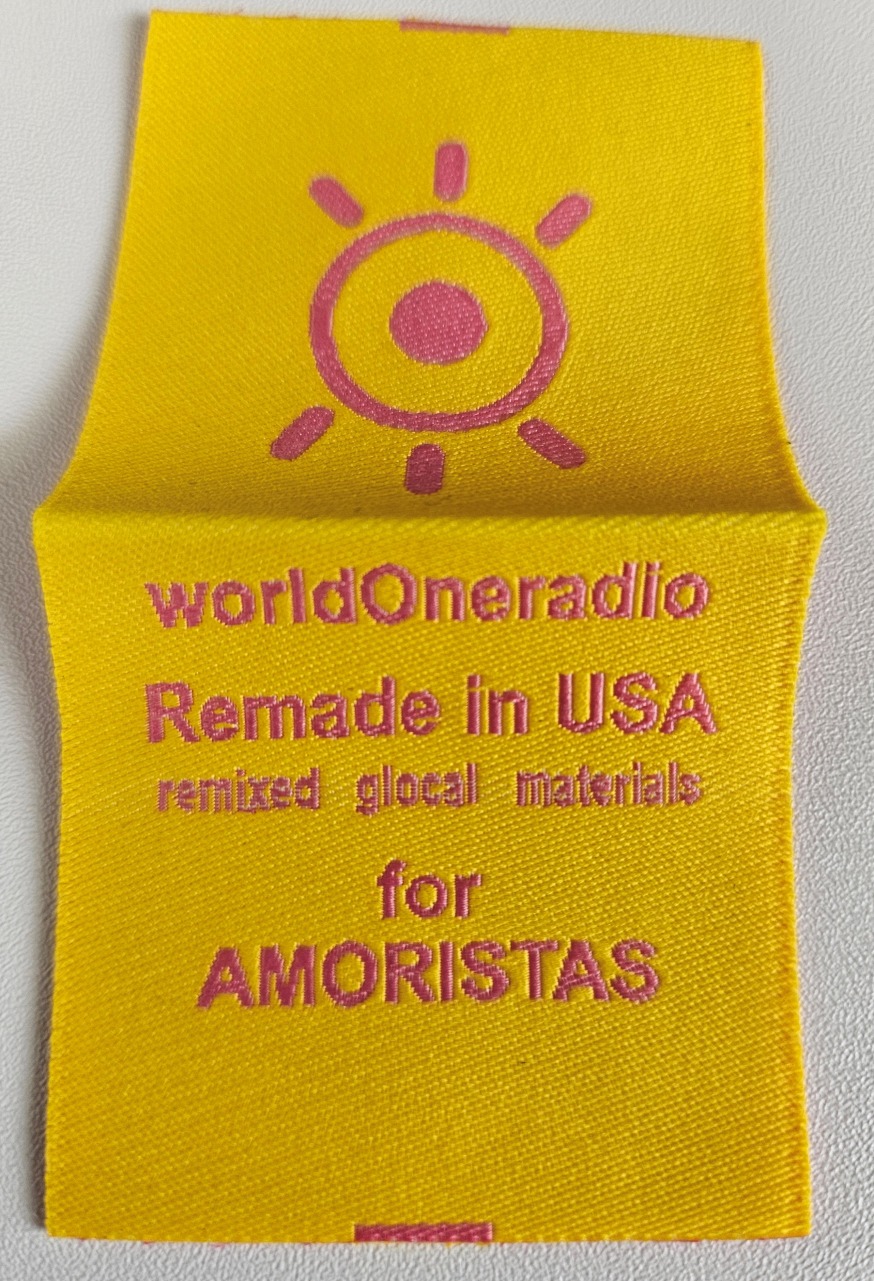 worldOneradio
Remade in USA
remixed glocal materials
for
AMORISTAS